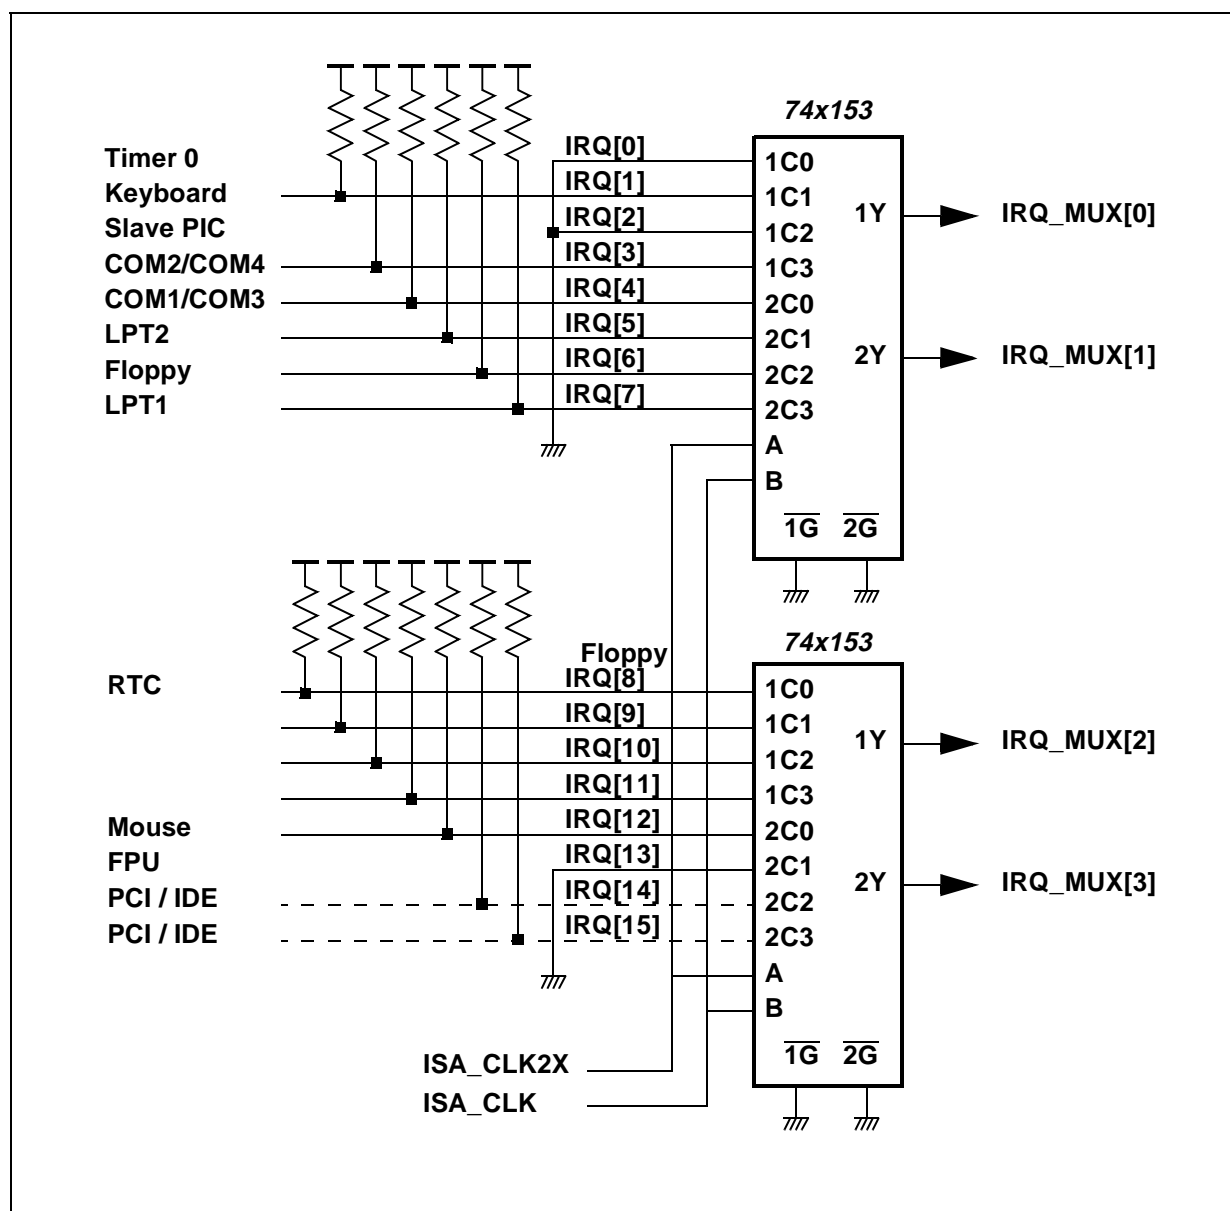 74x153
Timer 0 IRQ[0] 1C0
Keyboard IRQ[1] 1C1
1Y IRQ_MUX[0]
Slave PIC IRQ[2] 1C2
COM2/COM4 IRQ[3] 1C3
COM1/COM3 IRQ[4] 2C0
LPT2 IRQ[5] 2C1
2Y IRQ_MUX[1]
Floppy IRQ[6] 2C2
LPT1 IRQ[7] 2C3
A
B
1G 2G
74x153
Floppy
RTC IRQ[8] 1C0
IRQ[9] 1C1
1Y IRQ_MUX[2]
IRQ[10] 1C2
IRQ[11] 1C3
Mouse IRQ[12] 2C0
FPU IRQ[13] 2C1
2Y IRQ_MUX[3]
PCI / IDE IRQ[14] 2C2
PCI / IDE IRQ[15] 2C3
A
B
1G 2G
ISA_CLK2X
ISA_CLK